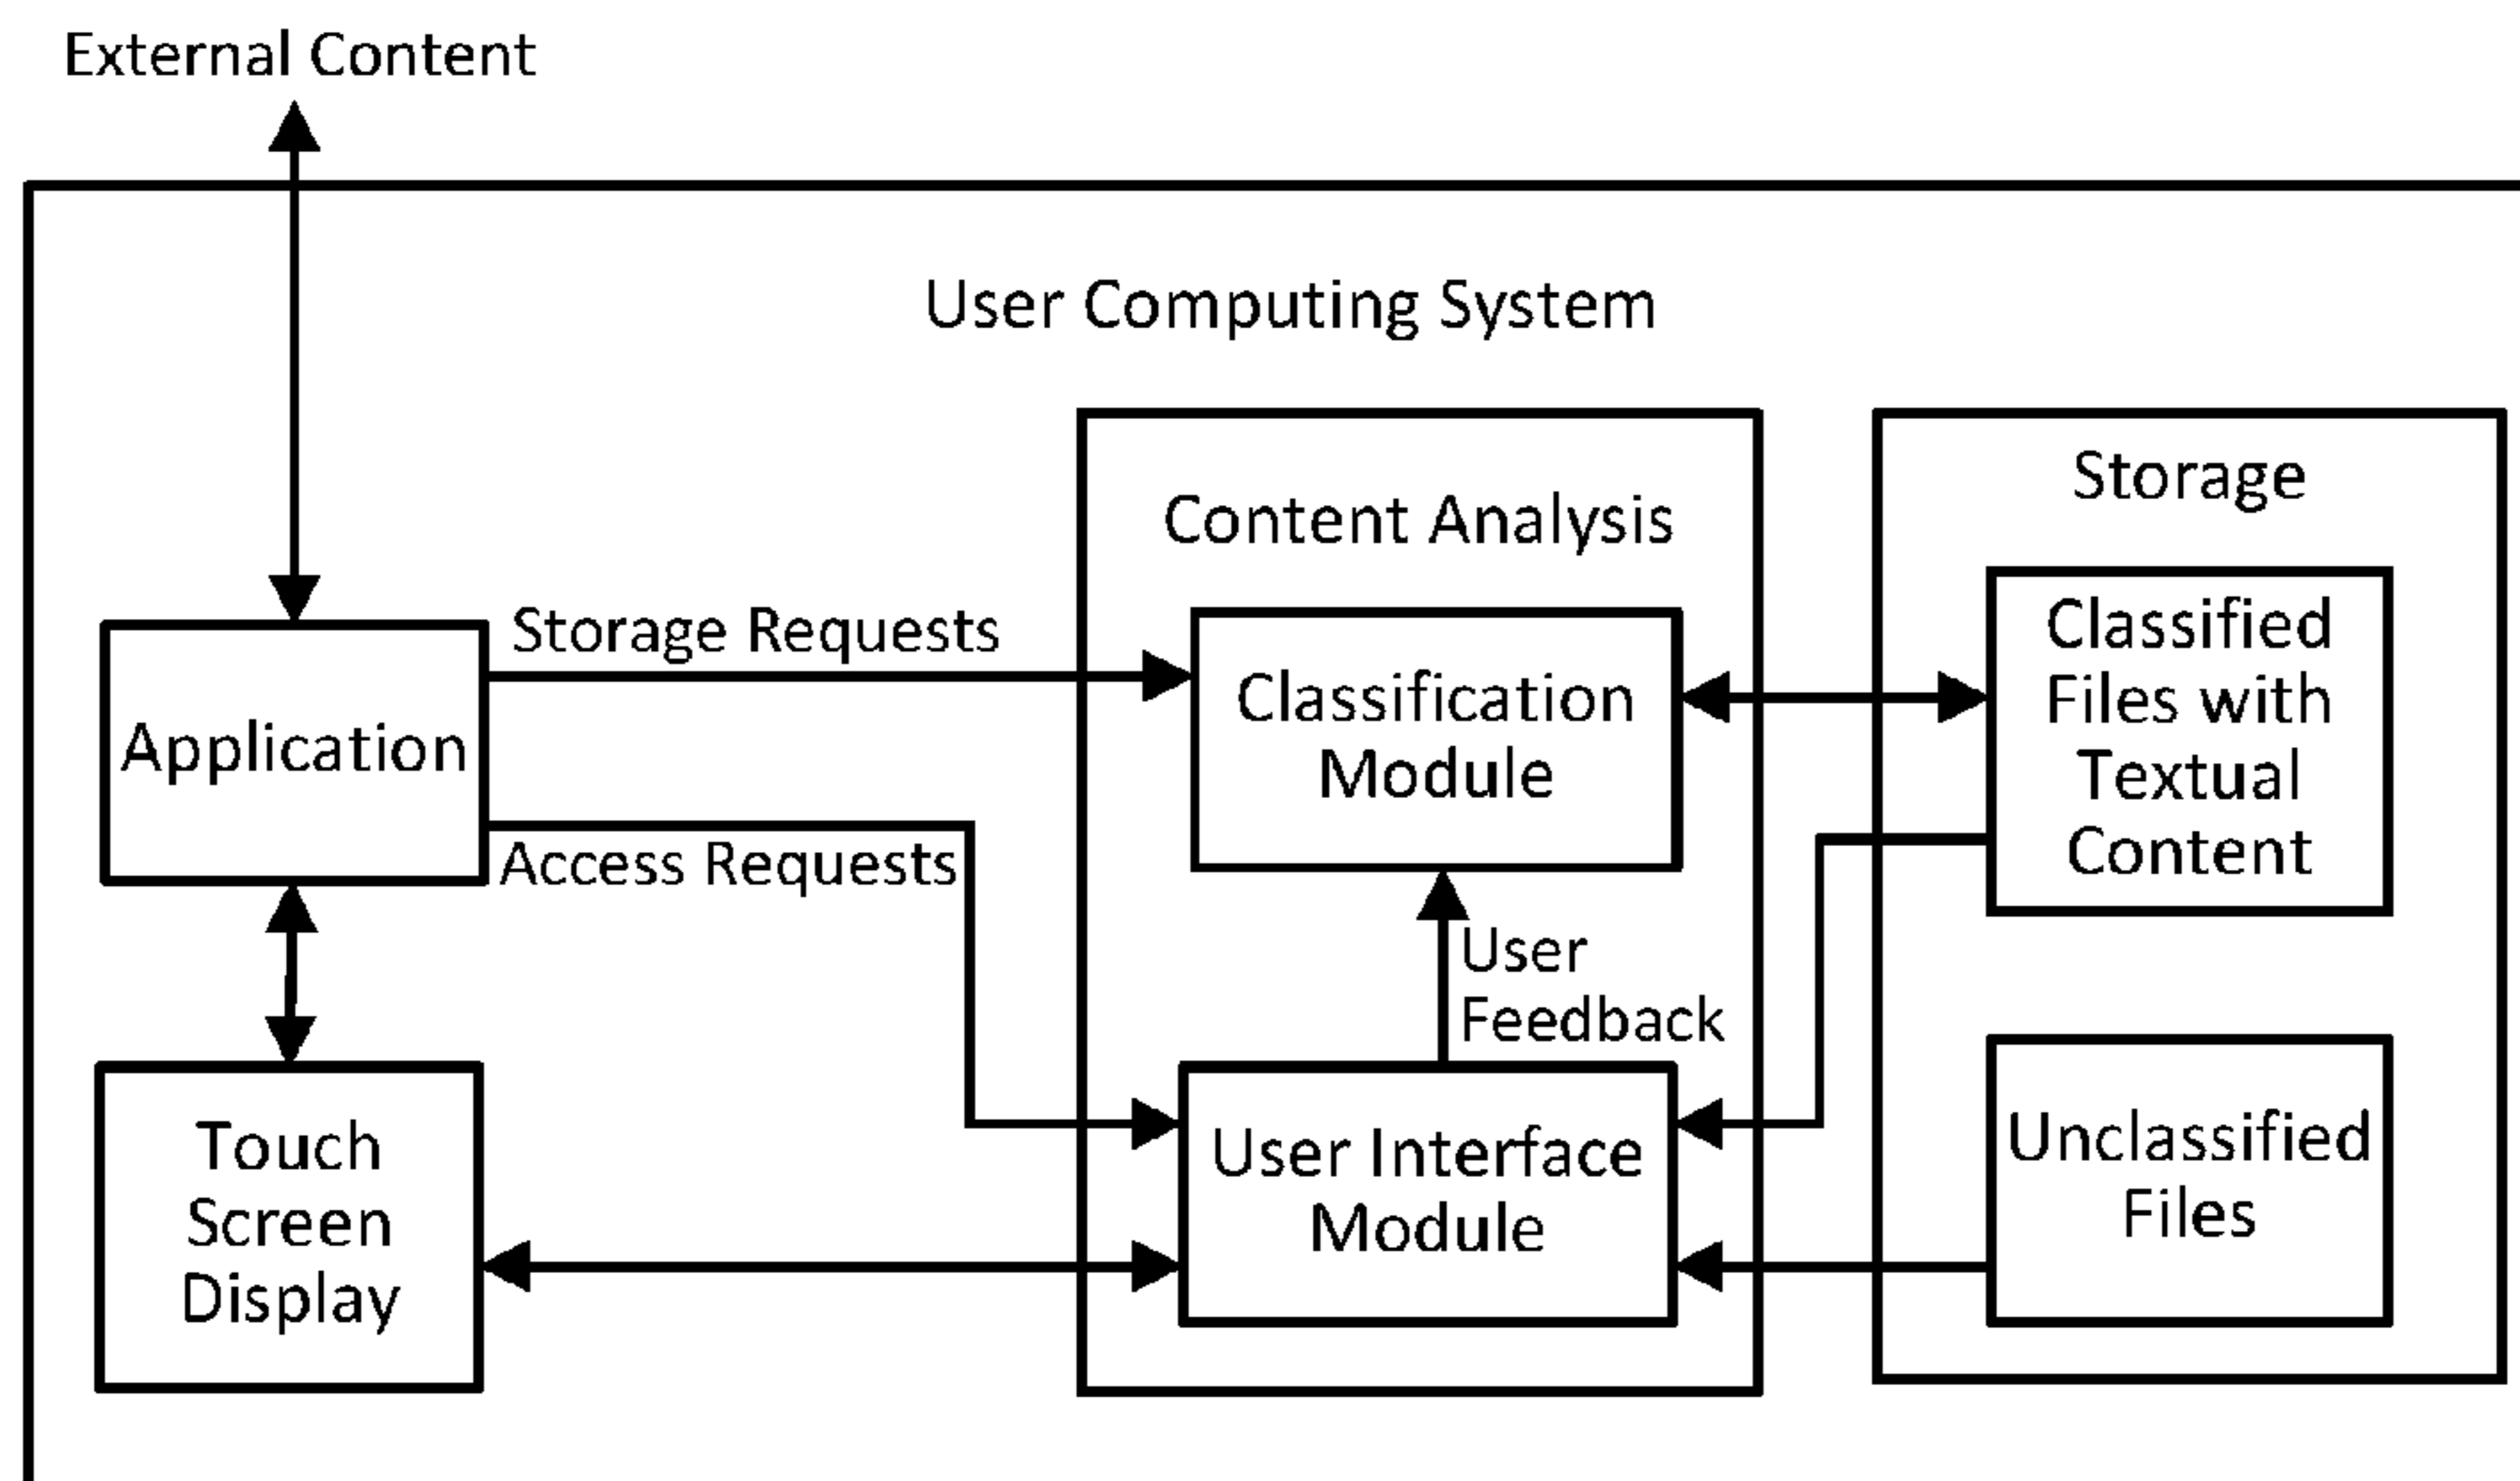 External Content
User Computing System
Content Analysis
Storage
Storage Requests
Application
Access Requests
Classification
Module
Classified
Files with
Textual
Content
User
Feedback
Touch
Screen
Display
User Interface
Module
Unclassified
Files